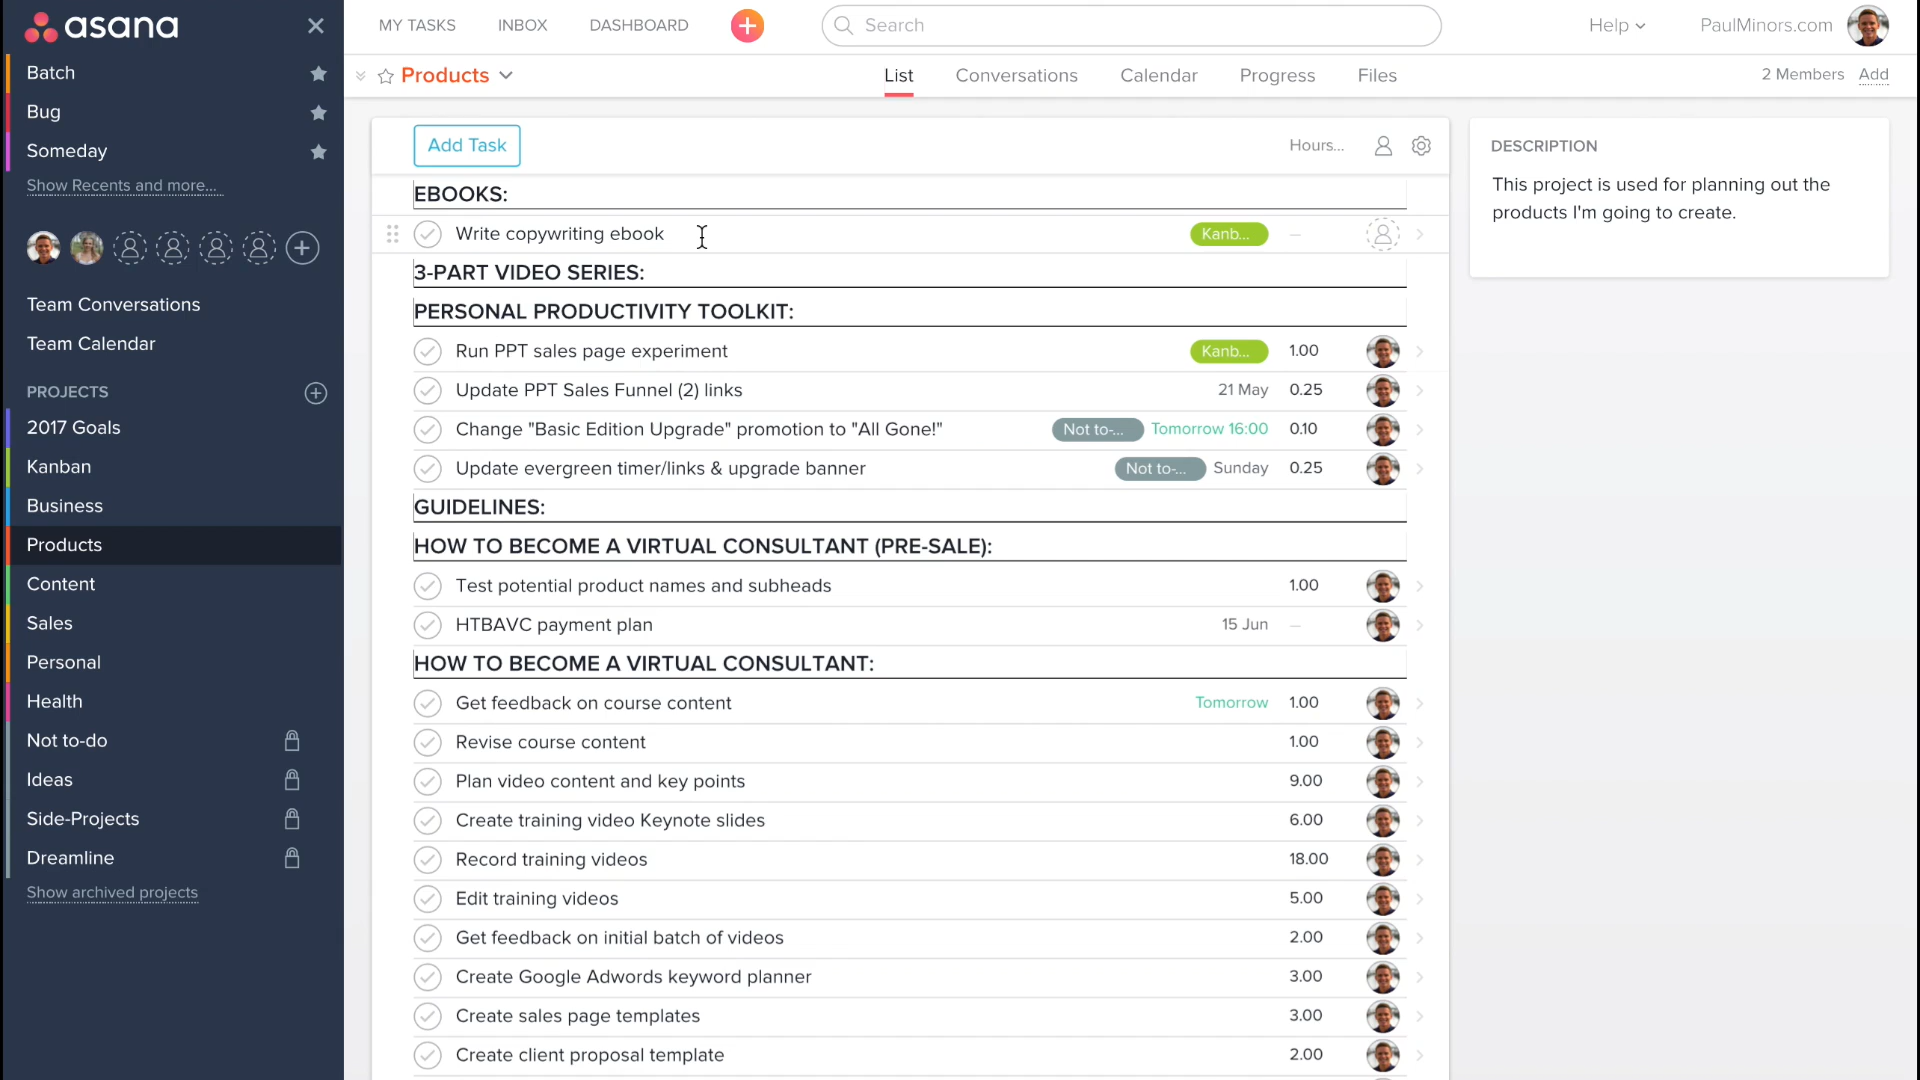 asana
MY TASKS INBOX DASHBOARD Search Help PaulMinors.com
Batch
Bug
Someday
Show Recents and more...
Team Conversations
Team Calendar
PROJECTS
2017 Goals
Kanban
Business
Products
Content
Sales
Personal
Health
Not to-do
Ideas
Side-Projects
Dreamline
Show archived projects
Products
List Conversations Calendar Progress Files
2 Members Add
Add Task Hours...
EBOOKS:
Write copywriting ebook Kanb... —
3-PART VIDEO SERIES:
PERSONAL PRODUCTIVITY TOOLKIT:
Run PPT sales page experiment Kanb... 1.00
Update PPT Sales Funnel (2) links 21 May 0.25
Change "Basic Edition Upgrade" promotion to "All Gone!" Not to-... Tomorrow 16:00 0.10
Update evergreen timer/links & upgrade banner Not to-... Sunday 0.25
GUIDELINES:
HOW TO BECOME A VIRTUAL CONSULTANT (PRE-SALE):
Test potential product names and subheads 1.00
HTBAVC payment plan 15 Jun —
HOW TO BECOME A VIRTUAL CONSULTANT:
Get feedback on course content Tomorrow 1.00
Revise course content 1.00
Plan video content and key points 9.00
Create training video Keynote slides 6.00
Record training videos 18.00
Edit training videos 5.00
Get feedback on initial batch of videos 2.00
Create Google Adwords keyword planner 3.00
Create sales page templates 3.00
Create client proposal template 2.00
DESCRIPTION
This project is used for planning out the
products I'm going to create.